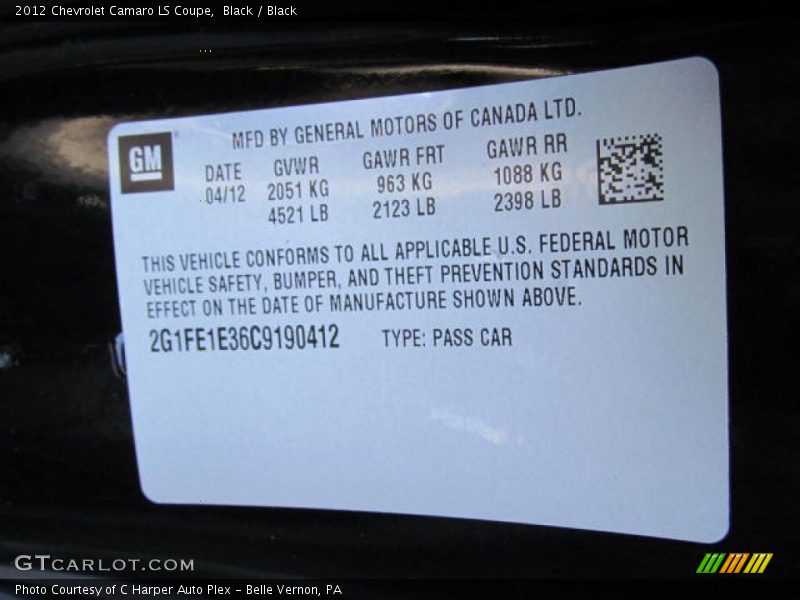 2012 Chevrolet Camaro LS Coupe,  Black / Black
GM
MFD BY GENERAL MOTORS OF CANADA LTD.
DATE GVWR GAWR FRT GAWR RR
04/12 2051 KG 963 KG 1088 KG
4521 LB 2123 LB 2398 LB
THIS VEHICLE CONFORMS TO ALL APPLICABLE U.S. FEDERAL MOTOR
VEHICLE SAFETY, BUMPER, AND THEFT PREVENTION STANDARDS IN
EFFECT ON THE DATE OF MANUFACTURE SHOWN ABOVE.
2G1FE1E36C9190412 TYPE: PASS CAR
GTCARLOT.COM
Photo Courtesy of C Harper Auto Plex - Belle Vernon, PA